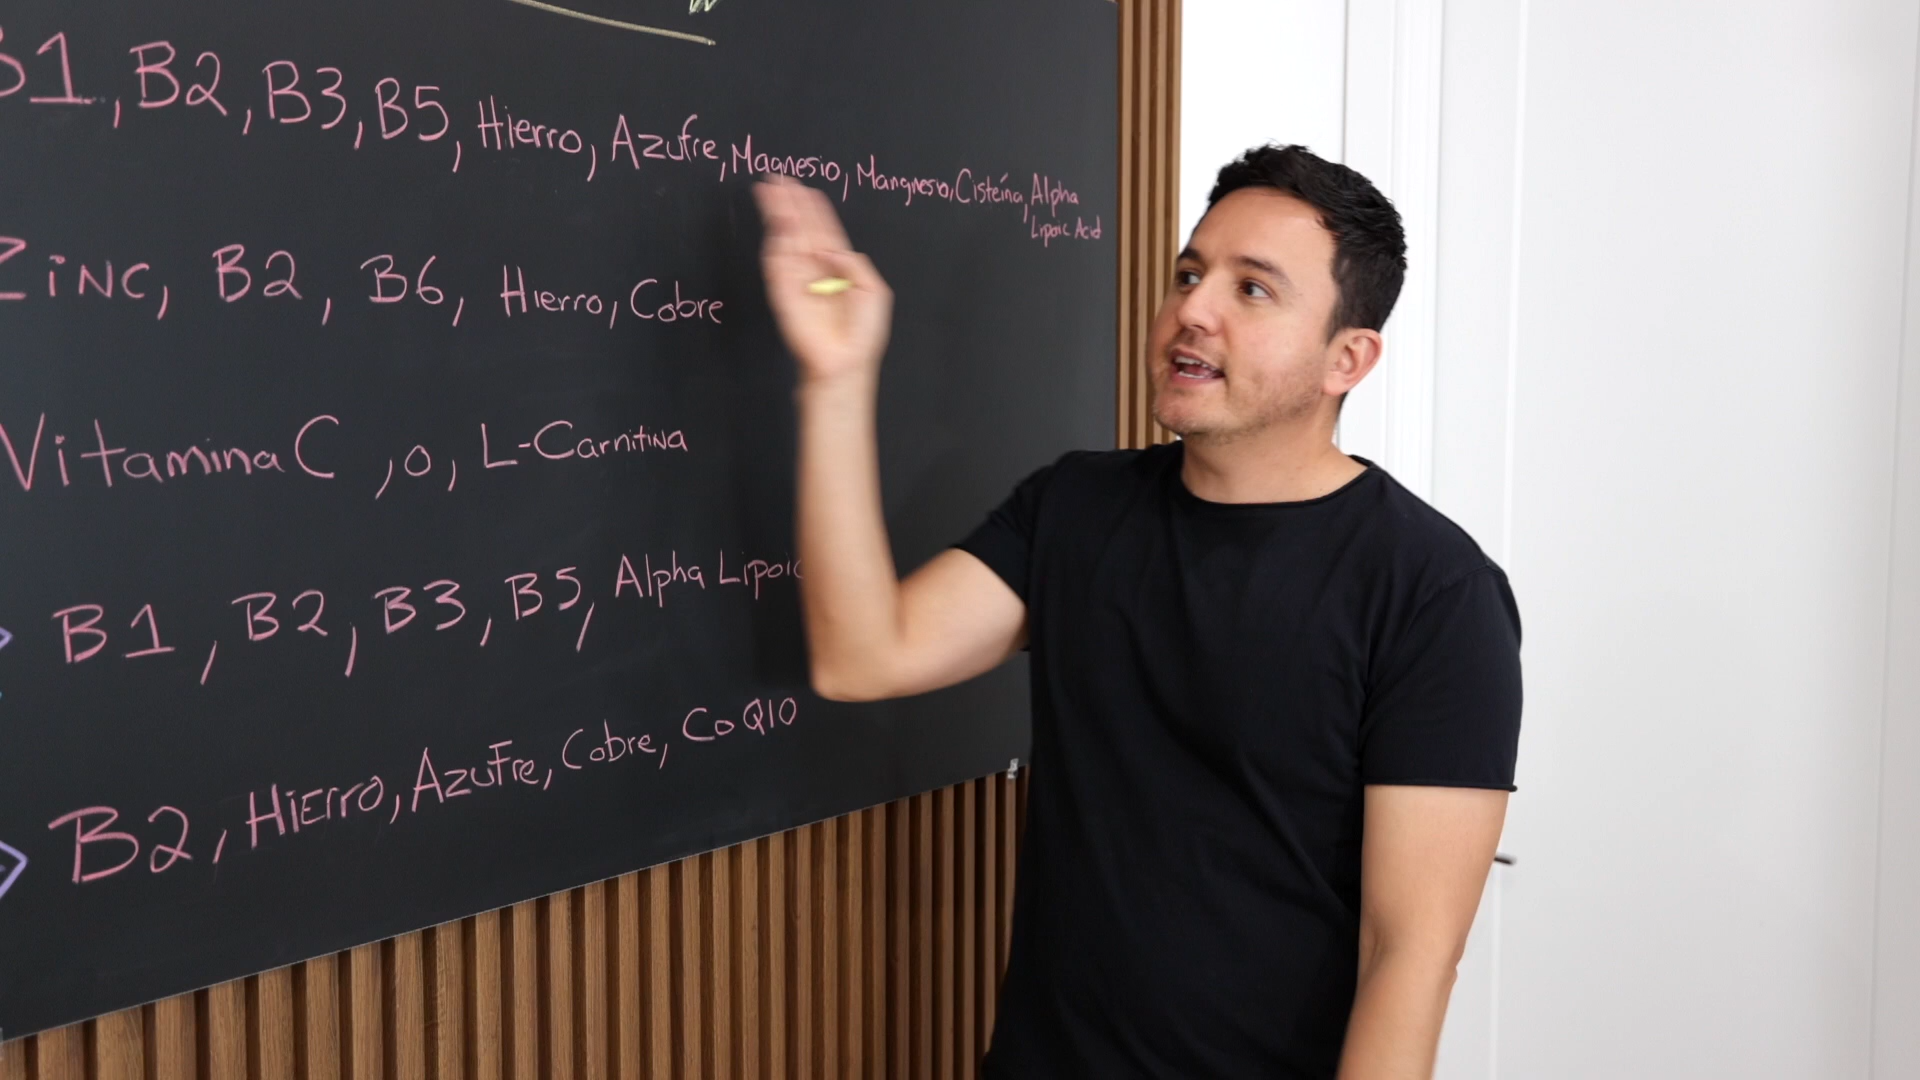 B1, B2, B3, B5, Hierro, Azufre, Magnesio, Mangnesio, Cisteína, Alpha
Lipoic Acid
Zinc, B2, B6, Hierro, Cobre
Vitamina C, o, L-Carnitina
B1, B2, B3, B5, Alpha Lipoic
B2, Hierro, Azufre, Cobre, CoQ10